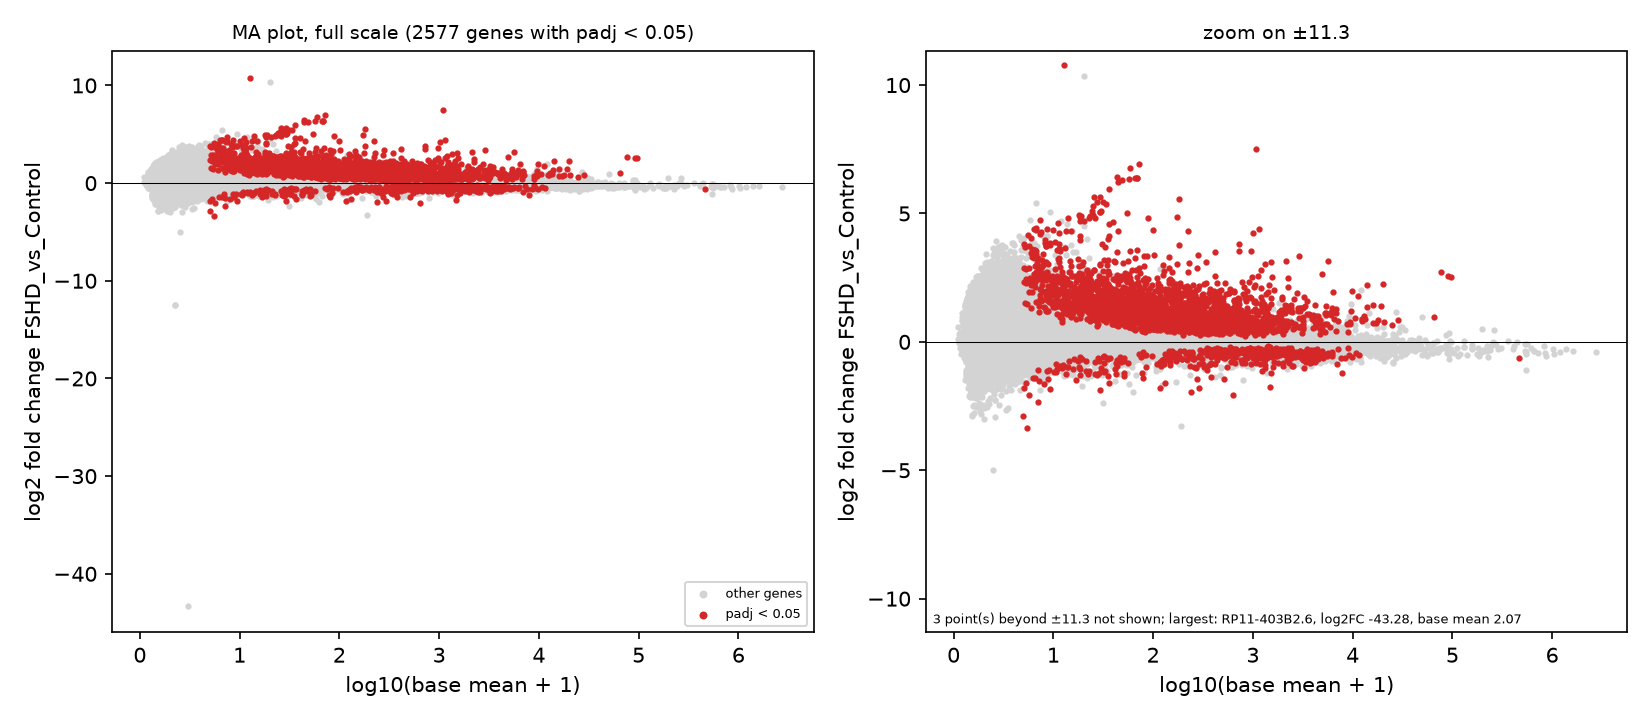 MA plot, full scale (2577 genes with padj < 0.05)
log2 fold change FSHD_vs_Control
10
0
−10
−20
−30
−40
0 1 2 3 4 5 6
log10(base mean + 1)
other genes
padj < 0.05
zoom on ±11.3
log2 fold change FSHD_vs_Control
10
5
0
−5
−10
3 point(s) beyond ±11.3 not shown; largest: RP11-403B2.6, log2FC -43.28, base mean 2.07
0 1 2 3 4 5 6
log10(base mean + 1)